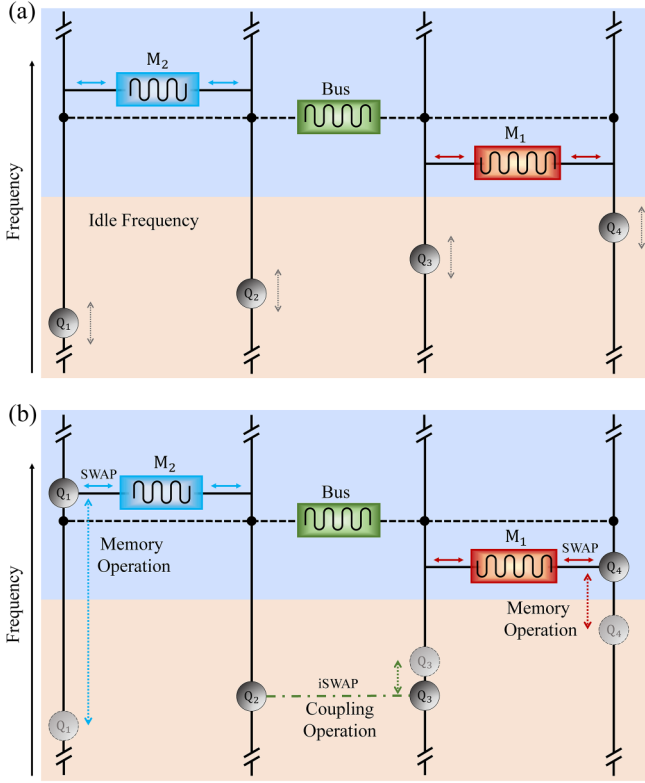 (a)
M₂
Bus
M₁
Frequency
Idle Frequency
Q₄
Q₃
Q₂
Q₁
(b)
SWAP
M₂
Q₁
Bus
Memory
Operation
M₁
SWAP
Q₄
Frequency
Memory
Operation
Q₄
Q₃
iSWAP
Q₂
Q₃
Coupling
Operation
Q₁